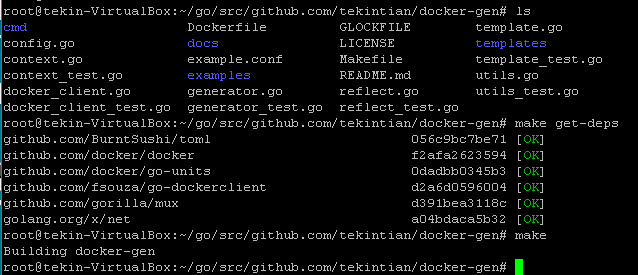 root@tekin-VirtualBox:~/go/src/github.com/tekintian/docker-gen# ls
cmd Dockerfile GLOCKFILE template.go
config.go docs LICENSE templates
context.go example.conf Makefile template_test.go
context_test.go examples README.md utils.go
docker_client.go generator.go reflect.go utils_test.go
docker_client_test.go generator_test.go reflect_test.go
root@tekin-VirtualBox:~/go/src/github.com/tekintian/docker-gen# make get-deps
github.com/BurntSushi/toml 056c9bc7be71 [OK]
github.com/docker/docker f2afa2623594 [OK]
github.com/docker/go-units 0dadbb0345b3 [OK]
github.com/fsouza/go-dockerclient d2a6d0596004 [OK]
github.com/gorilla/mux d391bea3118c [OK]
golang.org/x/net a04bdaca5b32 [OK]
root@tekin-VirtualBox:~/go/src/github.com/tekintian/docker-gen# make
Building docker-gen
root@tekin-VirtualBox:~/go/src/github.com/tekintian/docker-gen#